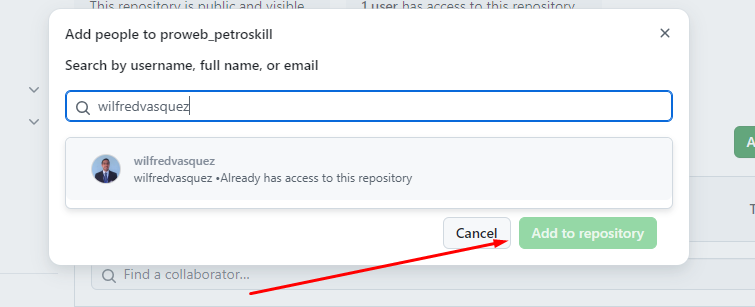 This repository is public and visible
1 user has access to this repository
Add people to proweb_petroskill
Search by username, full name, or email
wilfredvasquez
wilfredvasquez
wilfredvasquez •Already has access to this repository
Cancel
Add to repository
Find a collaborator...